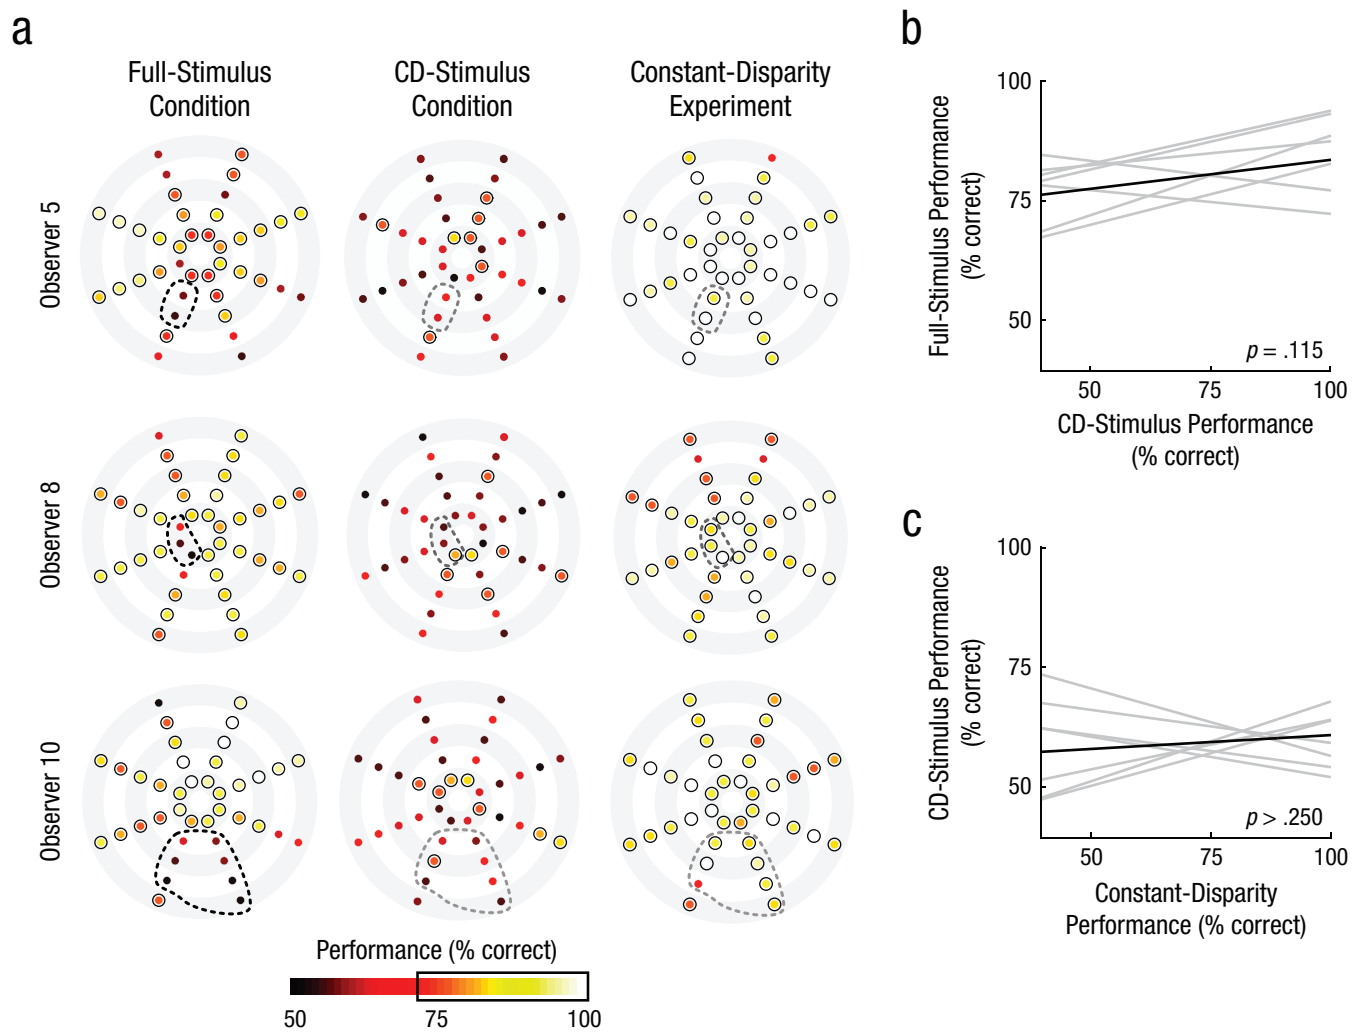 a
Full-Stimulus
Condition
CD-Stimulus
Condition
Constant-Disparity
Experiment
Observer 5
Observer 8
Observer 10
Performance (% correct)
50 75 100
b
Full-Stimulus Performance
(% correct)
100
75
50
p = .115
50 75 100
CD-Stimulus Performance
(% correct)
c
CD-Stimulus Performance
(% correct)
100
75
50
p > .250
50 75 100
Constant-Disparity
Performance (% correct)